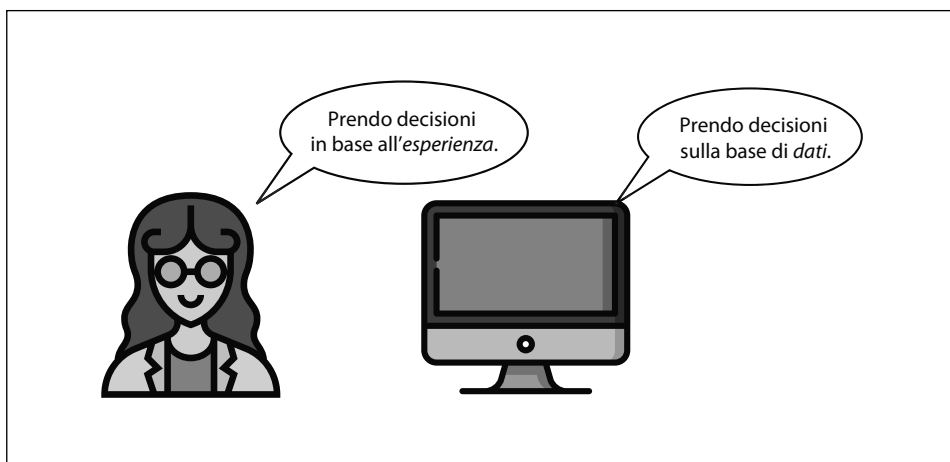 Prendo decisioni
in base all'esperienza.
Prendo decisioni
sulla base di dati.